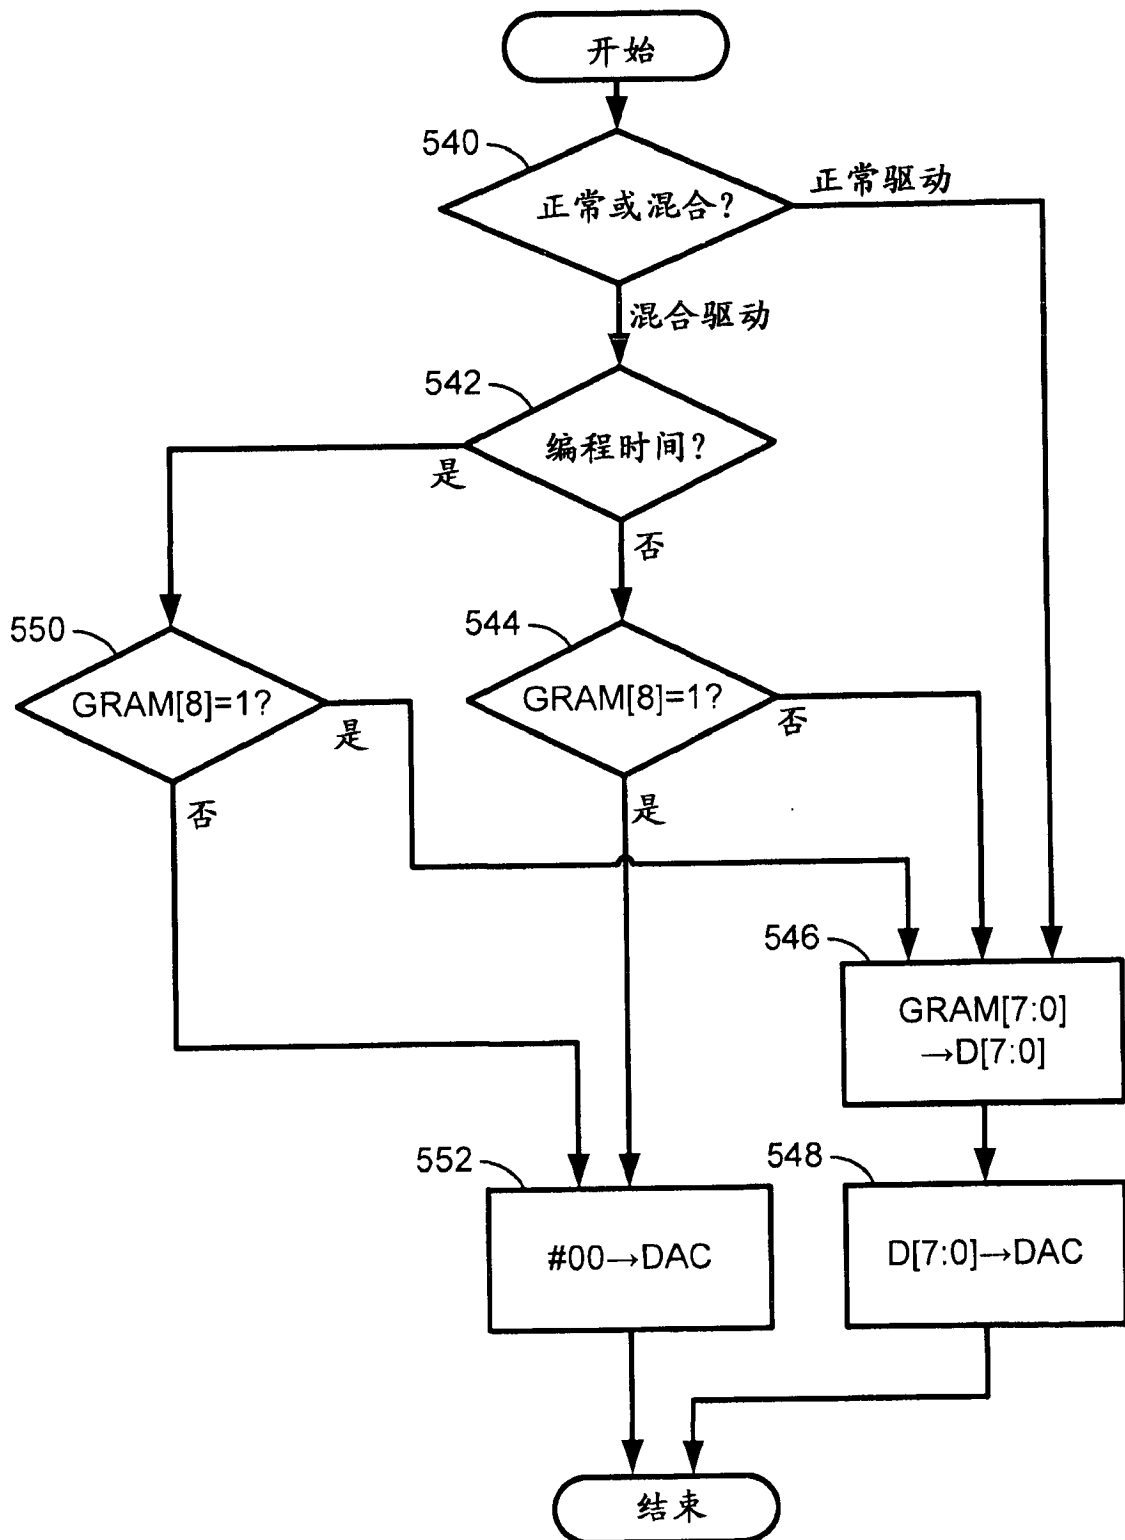 开始
540
正常或混合?
正常驱动
混合驱动
542
编程时间?
是
否
550
GRAM[8]=1?
是
否
544
GRAM[8]=1?
否
是
546
GRAM[7:0]
→D[7:0]
552
#00→DAC
548
D[7:0]→DAC
结束